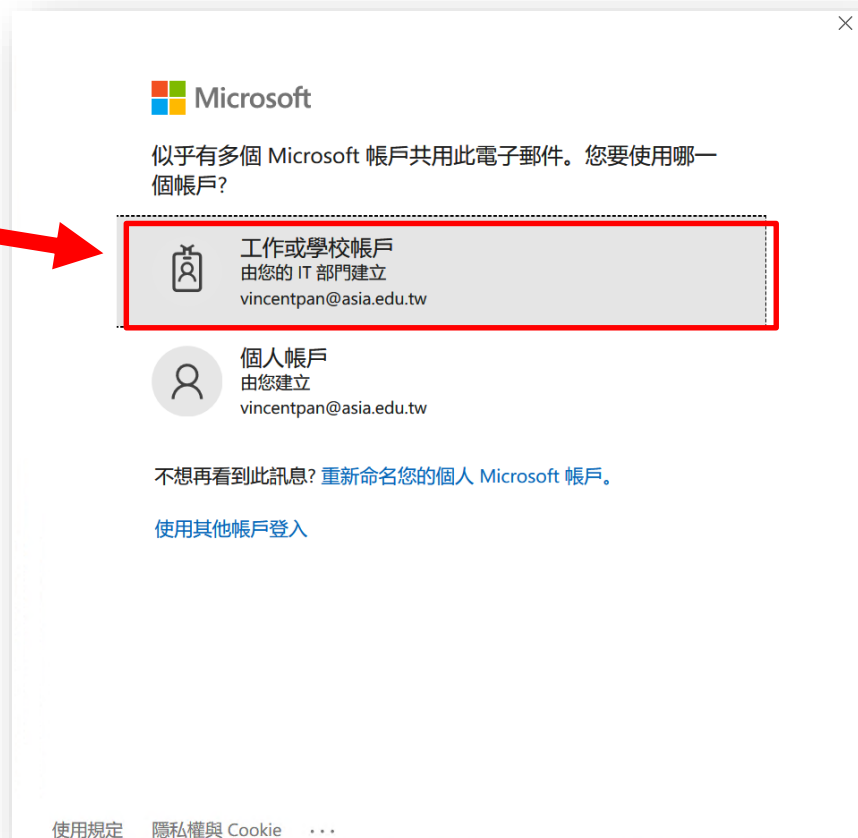 Microsoft
似乎有多個 Microsoft 帳戶共用此電子郵件。您要使用哪一
個帳戶?
工作或學校帳戶
由您的 IT 部門建立
vincentpan@asia.edu.tw
個人帳戶
由您建立
vincentpan@asia.edu.tw
不想再看到此訊息? 重新命名您的個人 Microsoft 帳戶。
使用其他帳戶登入
使用規定 隱私權與 Cookie ...